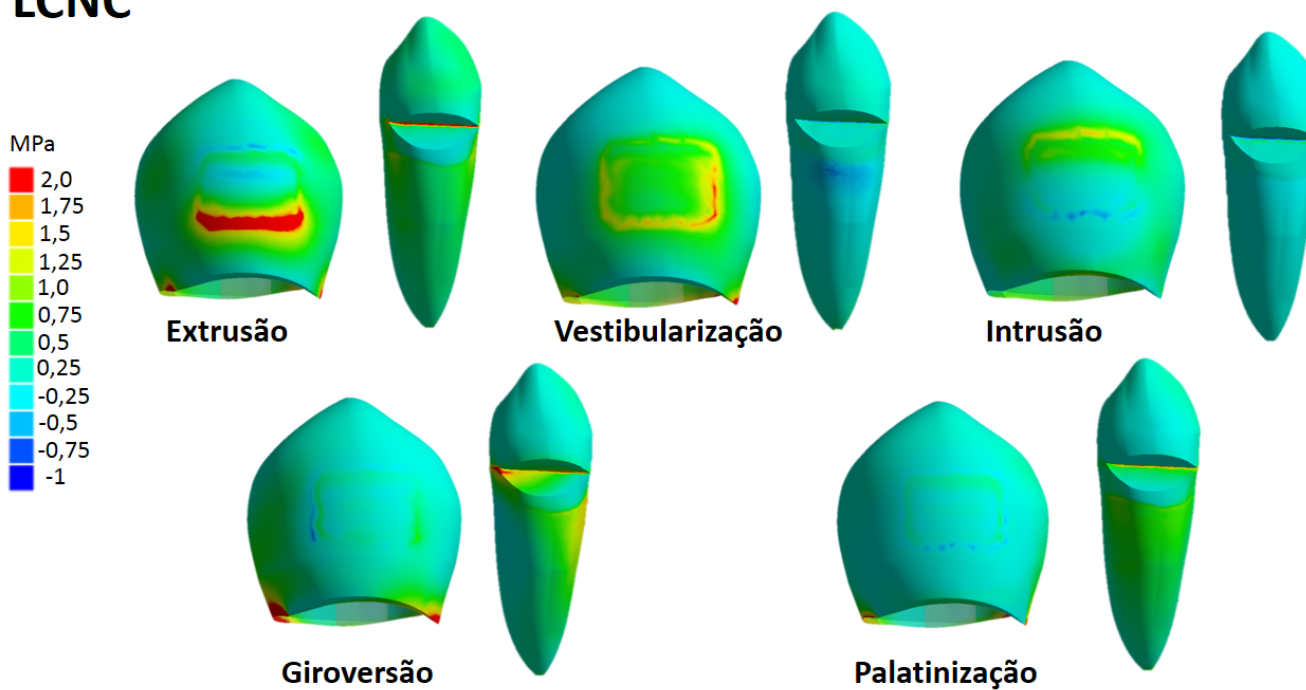 LCNC
MPa
2,0
1,75
1,5
1,25
1,0
0,75
0,5
0,25
-0,25
-0,5
-0,75
-1
Extrusão
Vestibularização
Intrusão
Giroversão
Palatinização